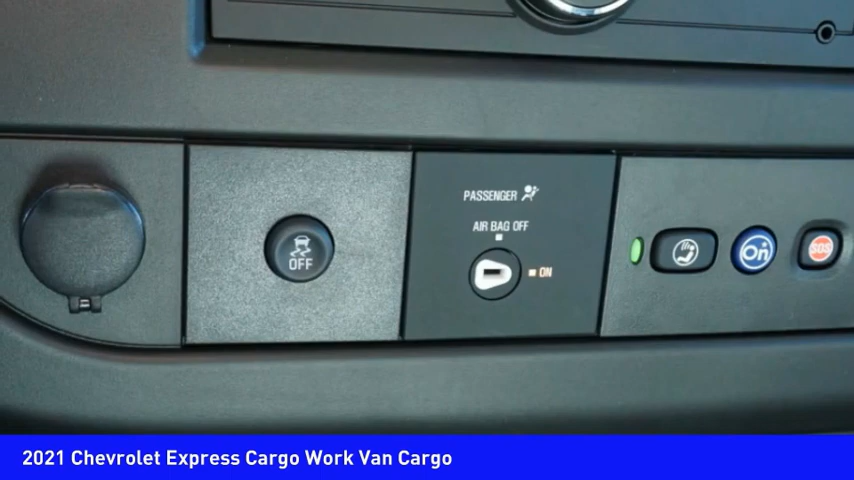 OFF
PASSENGER
AIR BAG OFF
ON
On
SOS
2021 Chevrolet Express Cargo Work Van Cargo